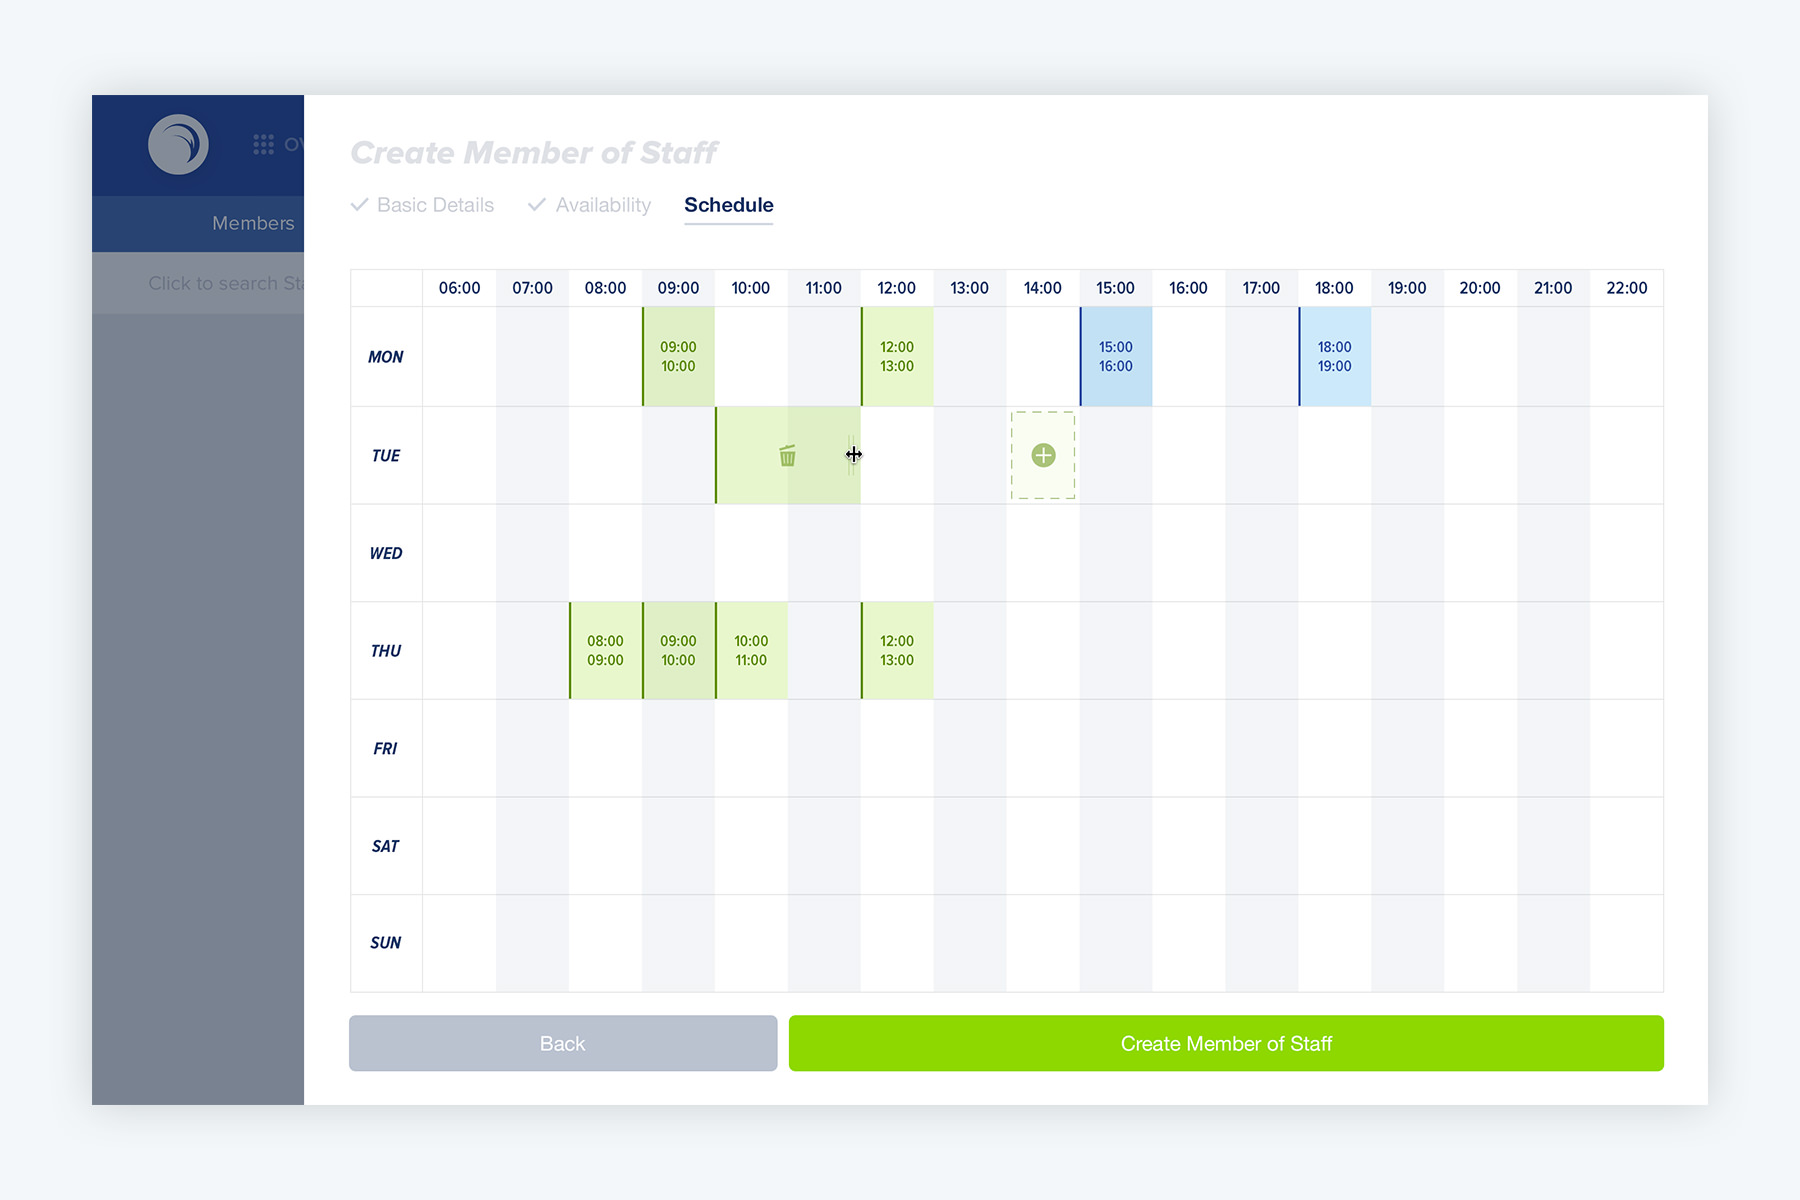 OV
Members
Click to search Sta
Create Member of Staff
Basic Details Availability Schedule
06:00 07:00 08:00 09:00 10:00 11:00 12:00 13:00 14:00 15:00 16:00 17:00 18:00 19:00 20:00 21:00 22:00
MON
09:00
10:00
12:00
13:00
15:00
16:00
18:00
19:00
TUE
WED
THU
08:00
09:00
09:00
10:00
10:00
11:00
12:00
13:00
FRI
SAT
SUN
Back
Create Member of Staff